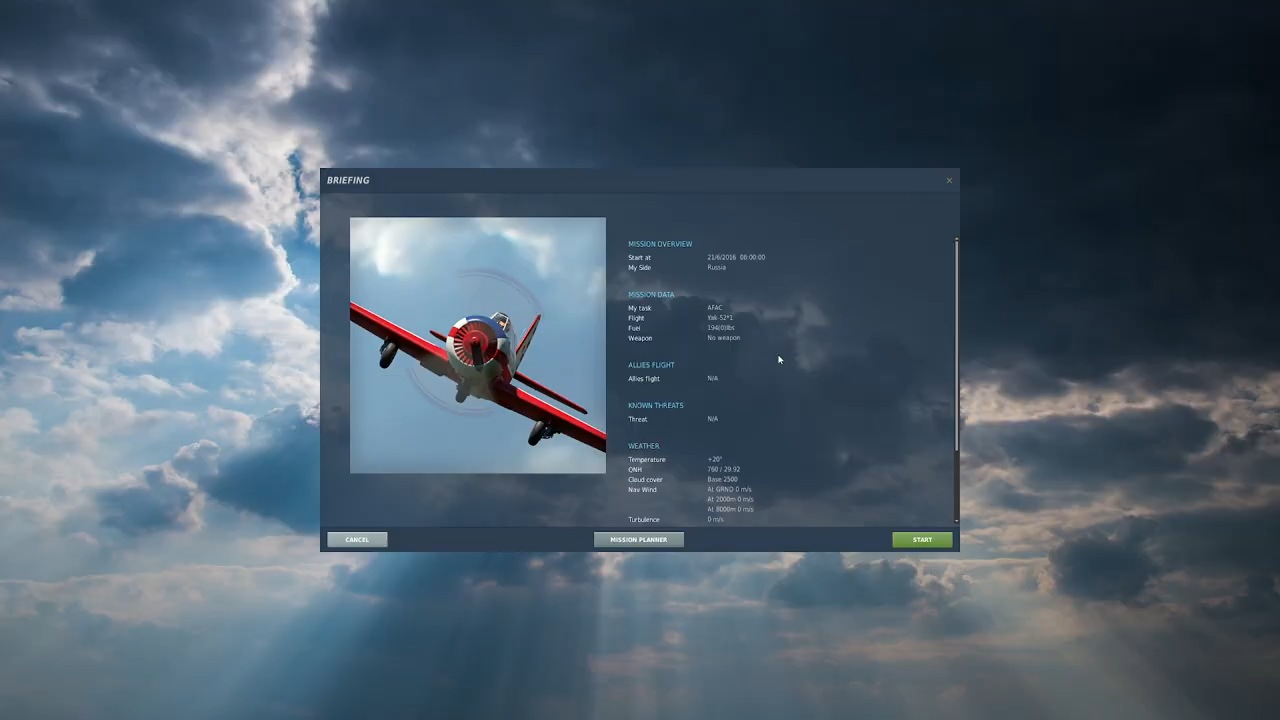 BRIEFING ×
MISSION OVERVIEW
Start at 21/6/2016 08:00:00
My Side Russia
MISSION DATA
My task AFAC
Flight Yak-52*1
Fuel 194(0)lbs
Weapon No weapon
ALLIES FLIGHT
Allies flight N/A
KNOWN THREATS
Threat N/A
WEATHER
Temperature +20°
QNH 760 / 29.92
Cloud cover Base 2500
Nav Wind At GRND 0 m/s
At 2000m 0 m/s
At 8000m 0 m/s
Turbulence 0 m/s
CANCEL MISSION PLANNER START